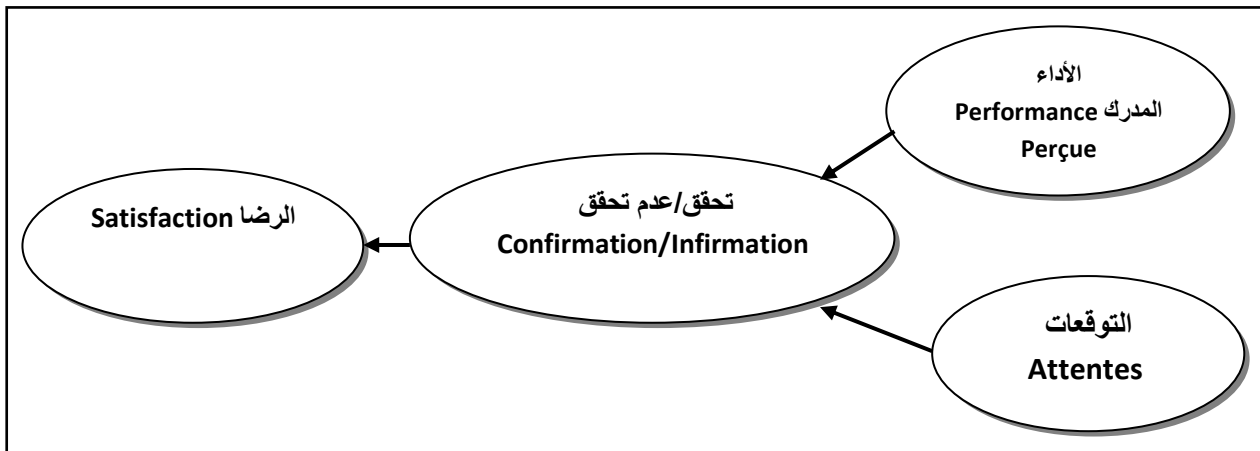 الأداء
المدرك Performance
Perçue
تحقق/عدم تحقق
Confirmation/Infirmation
الرضا Satisfaction
التوقعات
Attentes